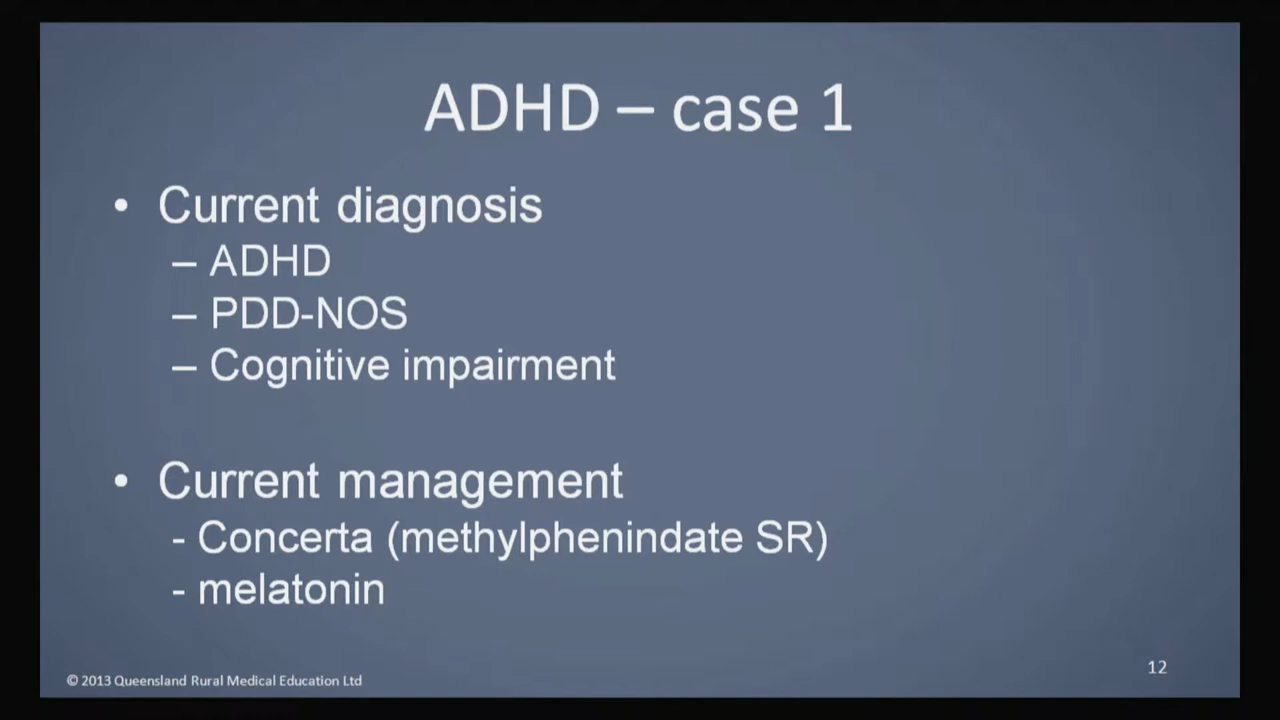 ADHD – case 1
• Current diagnosis
– ADHD
– PDD-NOS
– Cognitive impairment
• Current management
- Concerta (methylphenindate SR)
- melatonin
12
© 2013 Queensland Rural Medical Education Ltd